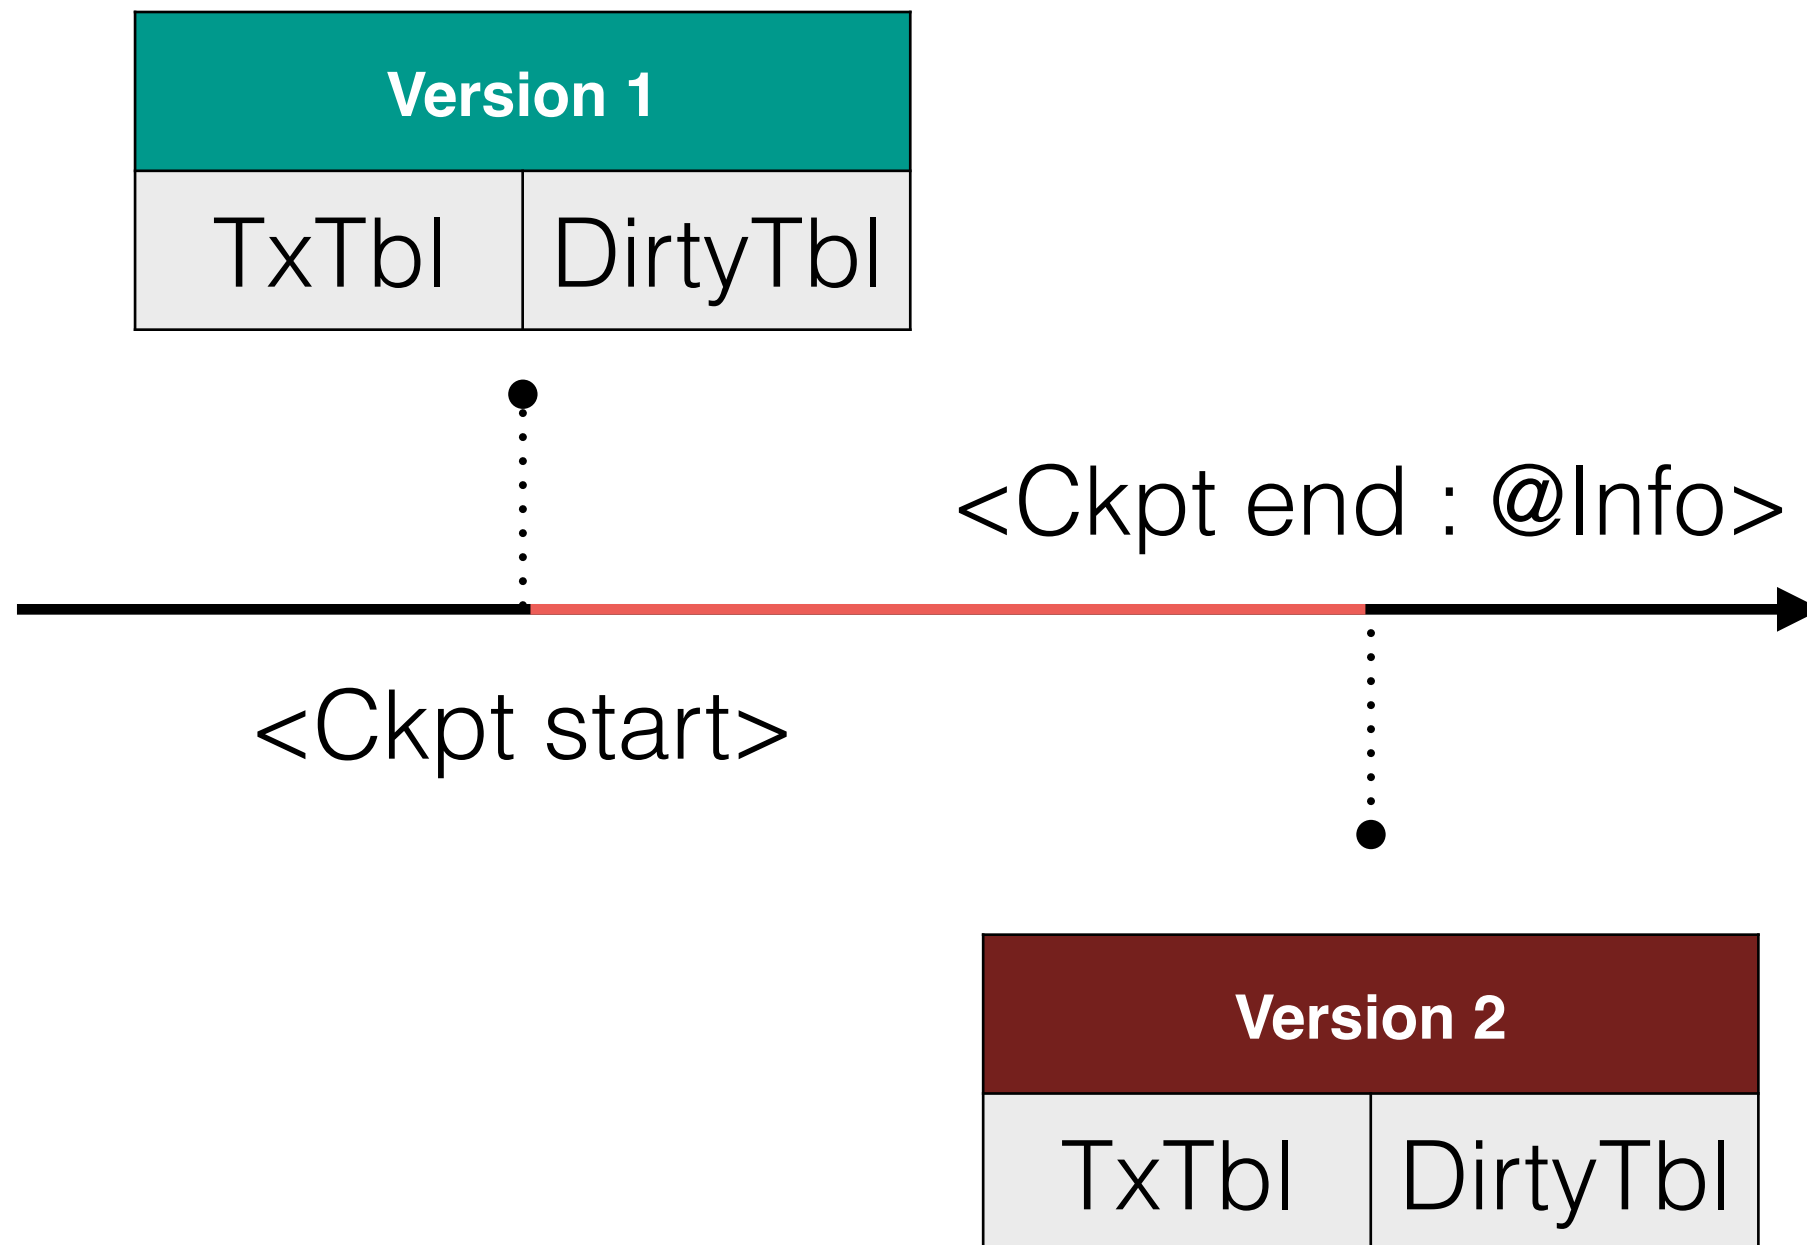 Version 1
TxTbl DirtyTbl
<Ckpt end : @Info>
<Ckpt start>
Version 2
TxTbl DirtyTbl